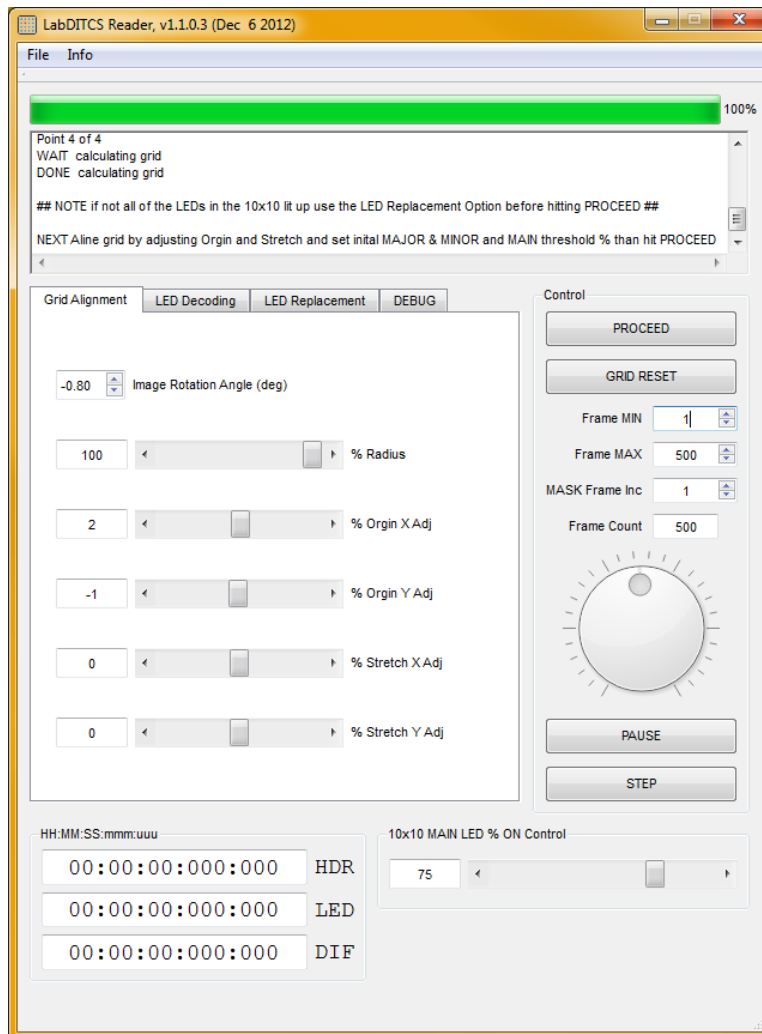 LabDITCS Reader, v1.1.0.3 (Dec  6 2012)
File Info
100%
Point 4 of 4
WAIT  calculating grid
DONE  calculating grid
## NOTE if not all of the LEDs in the 10x10 lit up use the LED Replacement Option before hitting PROCEED ##
NEXT Aline grid by adjusting Orgin and Stretch and set inital MAJOR & MINOR and MAIN threshold % than hit PROCEED
Grid Alignment LED Decoding LED Replacement DEBUG
-0.80 Image Rotation Angle (deg)
100 % Radius
2 % Orgin X Adj
-1 % Orgin Y Adj
0 % Stretch X Adj
0 % Stretch Y Adj
Control
PROCEED
GRID RESET
Frame MIN 1
Frame MAX 500
MASK Frame Inc 1
Frame Count 500
PAUSE
STEP
HH:MM:SS:mmm:uuu
00:00:00:000:000 HDR
00:00:00:000:000 LED
00:00:00:000:000 DIF
10x10 MAIN LED % ON Control
75